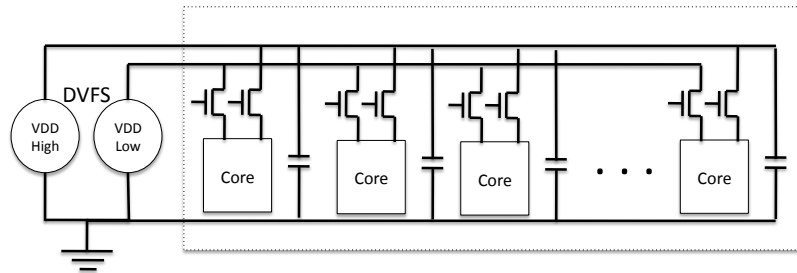 DVFS
VDD
High
VDD
Low
Core
Core
Core
. . .
Core